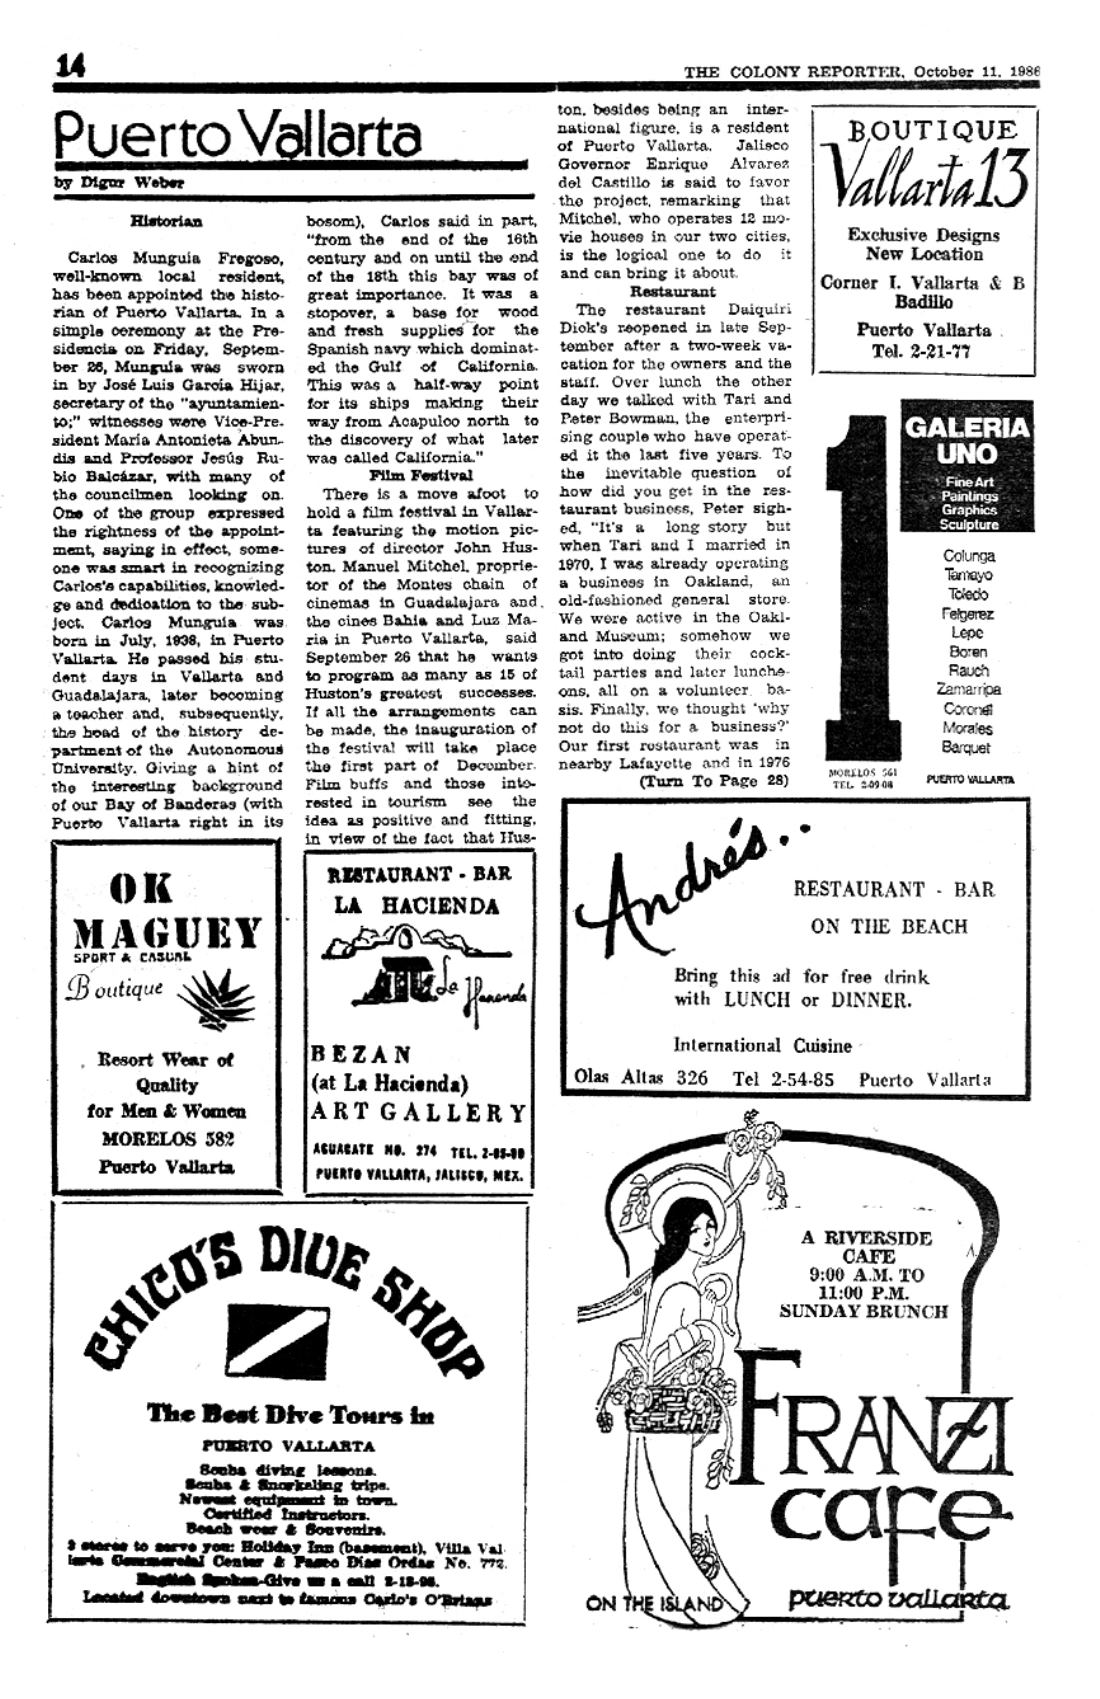 14
THE COLONY REPORTER, October 11, 1986
Puerto Vallarta
by Digur Weber
Historian
Carlos Munguía Fregoso,
well-known local resident,
has been appointed the histo-
rian of Puerto Vallarta. In a
simple ceremony at the Pre-
sidencia on Friday, Septem-
ber 26, Munguía was sworn
in by José Luis García Hijar,
secretary of the "ayuntamien-
to;" witnesses were Vice-Pre-
sident María Antonieta Abun-
dis and Professor Jesús Ru-
bio Balcázar, with many of
the councilmen looking on.
One of the group expressed
the rightness of the appoint-
ment, saying in effect, some-
one was smart in recognizing
Carlos's capabilities, knowled-
ge and dedication to the sub-
ject. Carlos Munguía was
born in July, 1938, in Puerto
Vallarta. He passed his stu-
dent days in Vallarta and
Guadalajara, later becoming
a teacher and, subsequently,
the head of the history de-
partment of the Autonomous
University. Giving a hint of
the interesting background
of our Bay of Banderas (with
Puerto Vallarta right in its
bosom), Carlos said in part,
"from the end of the 16th
century and on until the end
of the 18th this bay was of
great importance. It was a
stopover, a base for wood
and fresh supplies for the
Spanish navy which dominat-
ed the Gulf of California.
This was a half-way point
for its ships making their
way from Acapulco north to
the discovery of what later
was called California."
Film Festival
There is a move afoot to
hold a film festival in Vallar-
ta featuring the motion pic-
tures of director John Hus-
ton. Manuel Mitchel, proprie-
tor of the Montes chain of
cinemas in Guadalajara and
the cines Bahía and Luz Ma-
ría in Puerto Vallarta, said
September 26 that he wants
to program as many as 15 of
Huston's greatest successes.
If all the arrangements can
be made, the inauguration of
the festival will take place
the first part of December.
Film buffs and those inte-
rested in tourism see the
idea as positive and fitting,
in view of the fact that Hus-
ton, besides being an inter-
national figure, is a resident
of Puerto Vallarta. Jalisco
Governor Enrique Alvarez
del Castillo is said to favor
the project, remarking that
Mitchel, who operates 12 mo-
vie houses in our two cities,
is the logical one to do it
and can bring it about.
Restaurant
The restaurant Daiquiri
Dick's reopened in late Sep-
tember after a two-week va-
cation for the owners and the
staff. Over lunch the other
day we talked with Tari and
Peter Bowman, the enterpri-
sing couple who have operat-
ed it the last five years. To
the inevitable question of
how did you get in the res-
taurant business, Peter sigh-
ed, "It's a long story but
when Tari and I married in
1970, I was already operating
a business in Oakland, an
old-fashioned general store.
We were active in the Oakl-
and Museum; somehow we
got into doing their cock-
tail parties and later lunche-
ons, all on a volunteer ba-
sis. Finally, we thought 'why
not do this for a business?'
Our first restaurant was in
nearby Lafayette and in 1976
(Turn To Page 28)
BOUTIQUE
Vallarta 13
Exclusive Designs
New Location
Corner I. Vallarta & B
Badillo
Puerto Vallarta
Tel. 2-21-77
1
GALERIA
UNO
Fine Art
Paintings
Graphics
Sculpture
Colunga
Tamayo
Toledo
Felgerez
Lepe
Boren
Rauch
Zamarripa
Coronel
Morales
Barquet
MORELOS 561
TEL. 2-09-08
PUERTO VALLARTA
OK
MAGUEY
SPORT & CASUAL
Boutique
Resort Wear of
Quality
for Men & Women
MORELOS 582
Puerto Vallarta
RESTAURANT - BAR
LA HACIENDA
La Hacienda
BEZAN
(at La Hacienda)
ART GALLERY
AGUACATE NO. 274 TEL.
PUERTO VALLARTA, JALISCO, MEX.
Andrés..
RESTAURANT - BAR
ON THE BEACH
Bring this ad for free drink
with LUNCH or DINNER.
International Cuisine
Olas Altas 326 Tel 2-54-85 Puerto Vallarta
CHICO'S DIVE SHOP
The Best Dive Tours in
PUERTO VALLARTA
Scuba diving lessons.
Scuba & Snorkeling trips.
Newest equipment in town.
Certified Instructors.
Beach wear & Souvenirs.
3 stores to serve you: Holiday Inn (basement), Villa Val
larta Commercial Center & Paseo Diaz Ordaz No. 772.
English Spoken-Give us a call
Located downtown next to famous Carlo's O'Brians
A RIVERSIDE
CAFE
9:00 A.M. TO
11:00 P.M.
SUNDAY BRUNCH
FRANZI
cafe
ON THE ISLAND
puerto vallarta